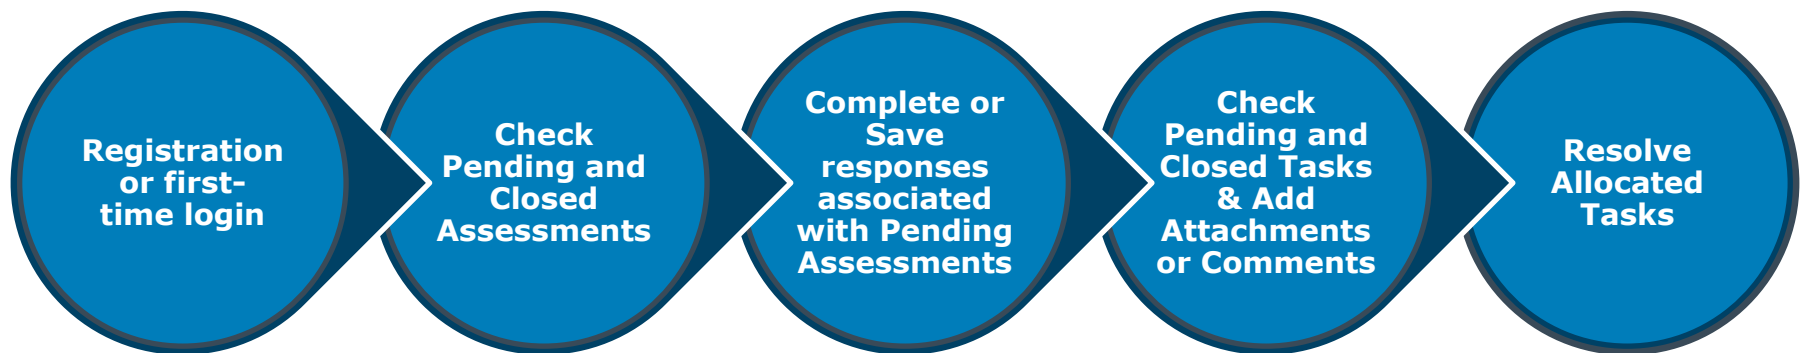 Registration
or first-
time login
Check
Pending and
Closed
Assessments
Complete or
Save
responses
associated
with Pending
Assessments
Check
Pending and
Closed Tasks
& Add
Attachments
or Comments
Resolve
Allocated
Tasks